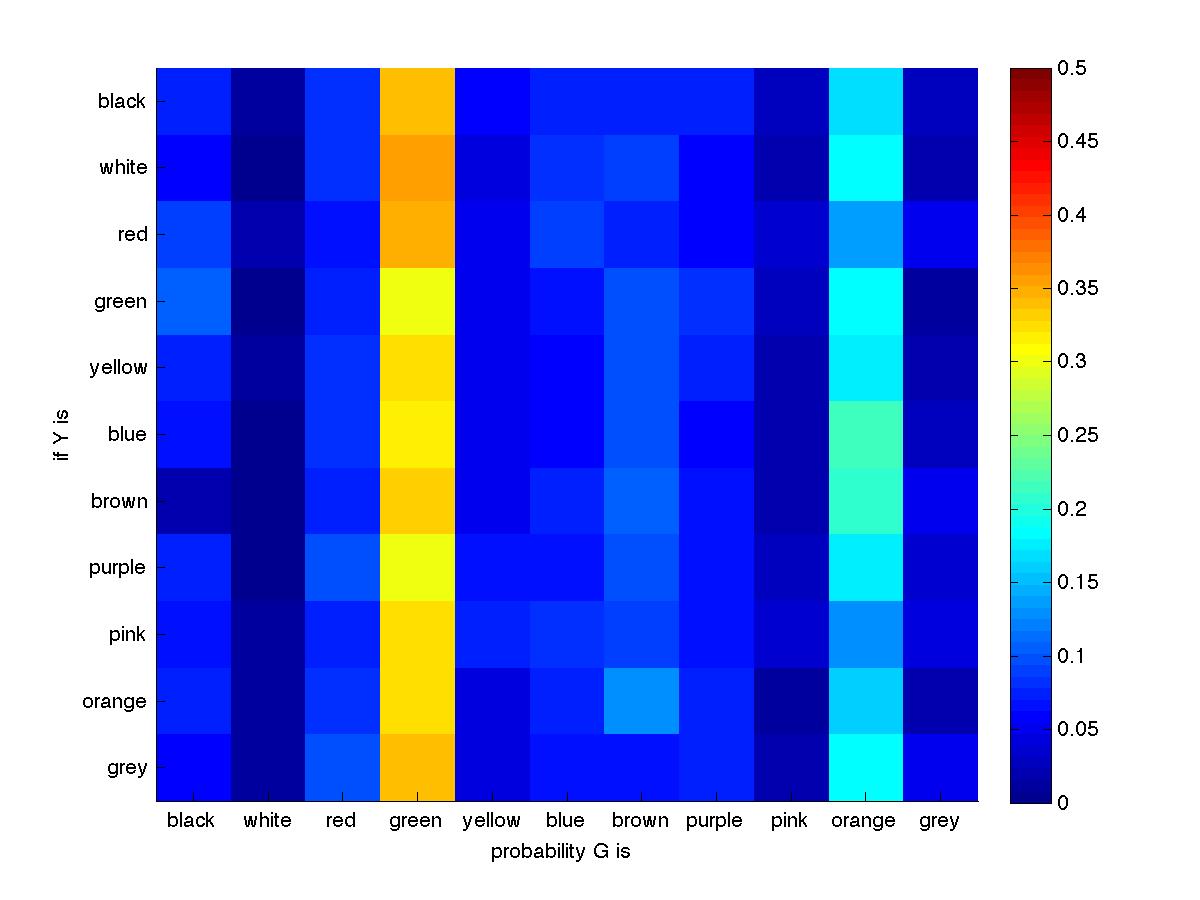 black
white
red
green
yellow
blue
brown
purple
pink
orange
grey
if Y is
black white red green yellow blue brown purple pink orange grey
probability G is
0.5
0.45
0.4
0.35
0.3
0.25
0.2
0.15
0.1
0.05
0